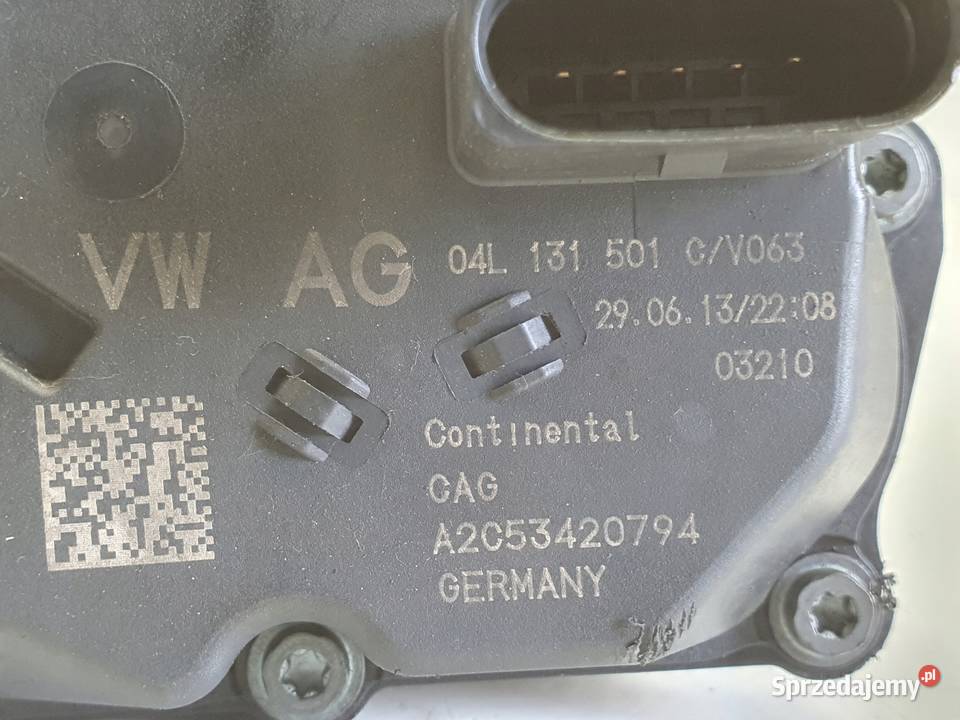 VW AG 04L 131 501 C/V063
29.06.13/22:08
03210
Continental
CAG
A2C53420794
GERMANY
Sprzedajemy.pl